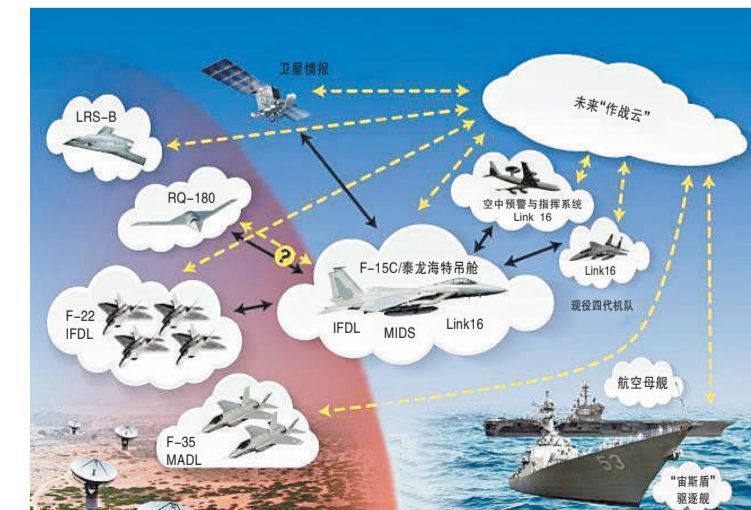 卫星情报
LRS-B
未来“作战云”
RQ-180
空中预警与指挥系统
Link 16
?
F-15C/泰龙海特吊舱
Link16
F-22
IFDL
IFDL
MIDS
Link16
现役四代机队
航空母舰
F-35
MADL
53
“宙斯盾”
驱逐舰